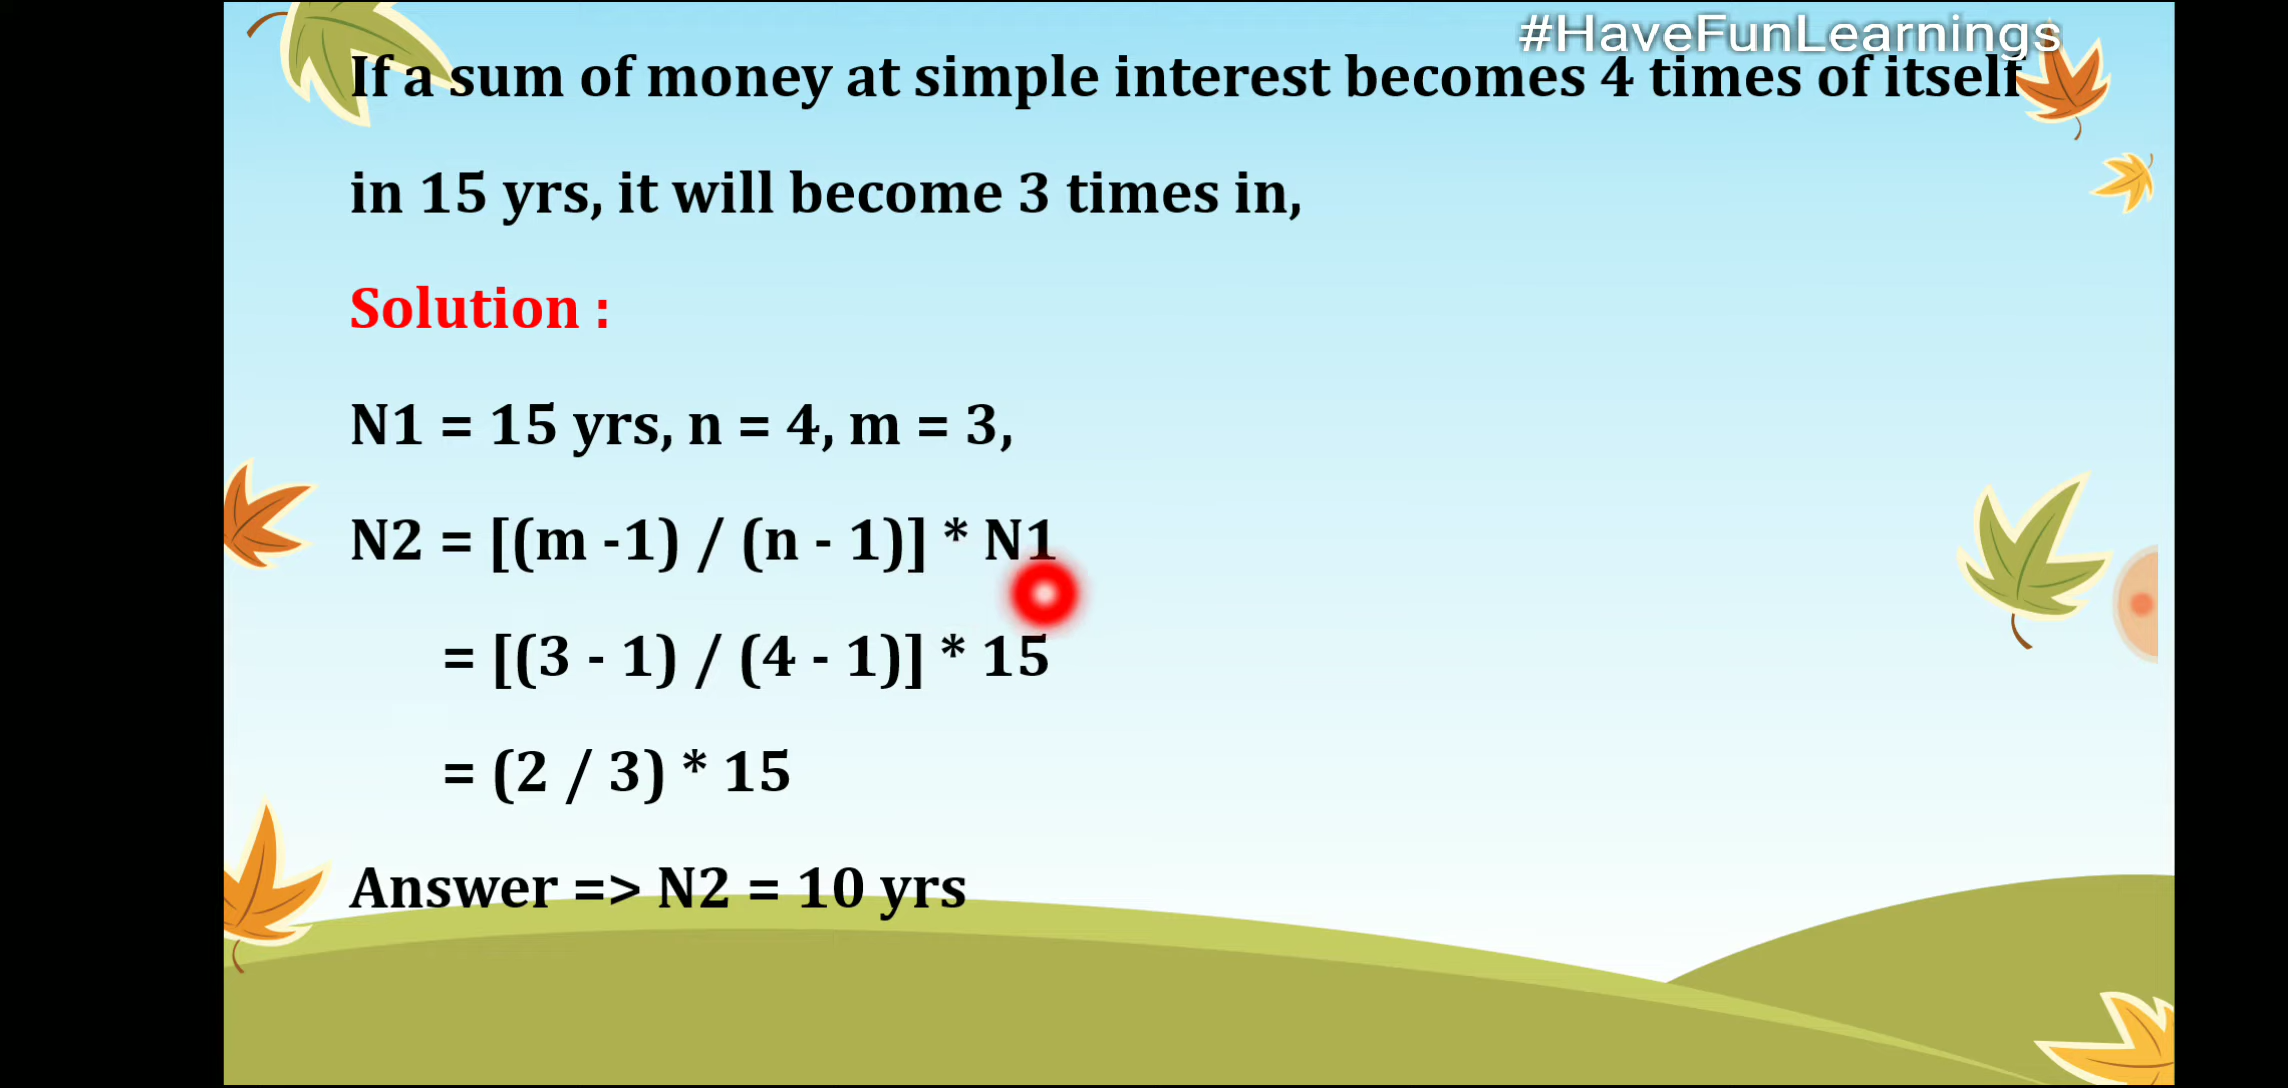 #HaveFunLearnings
If a sum of money at simple interest becomes 4 times of itself
in 15 yrs, it will become 3 times in,
Solution :
N1 = 15 yrs, n = 4, m = 3,
N2 = [(m -1) / (n - 1)] * N1
= [(3 - 1) / (4 - 1)] * 15
= (2 / 3) * 15
Answer => N2 = 10 yrs